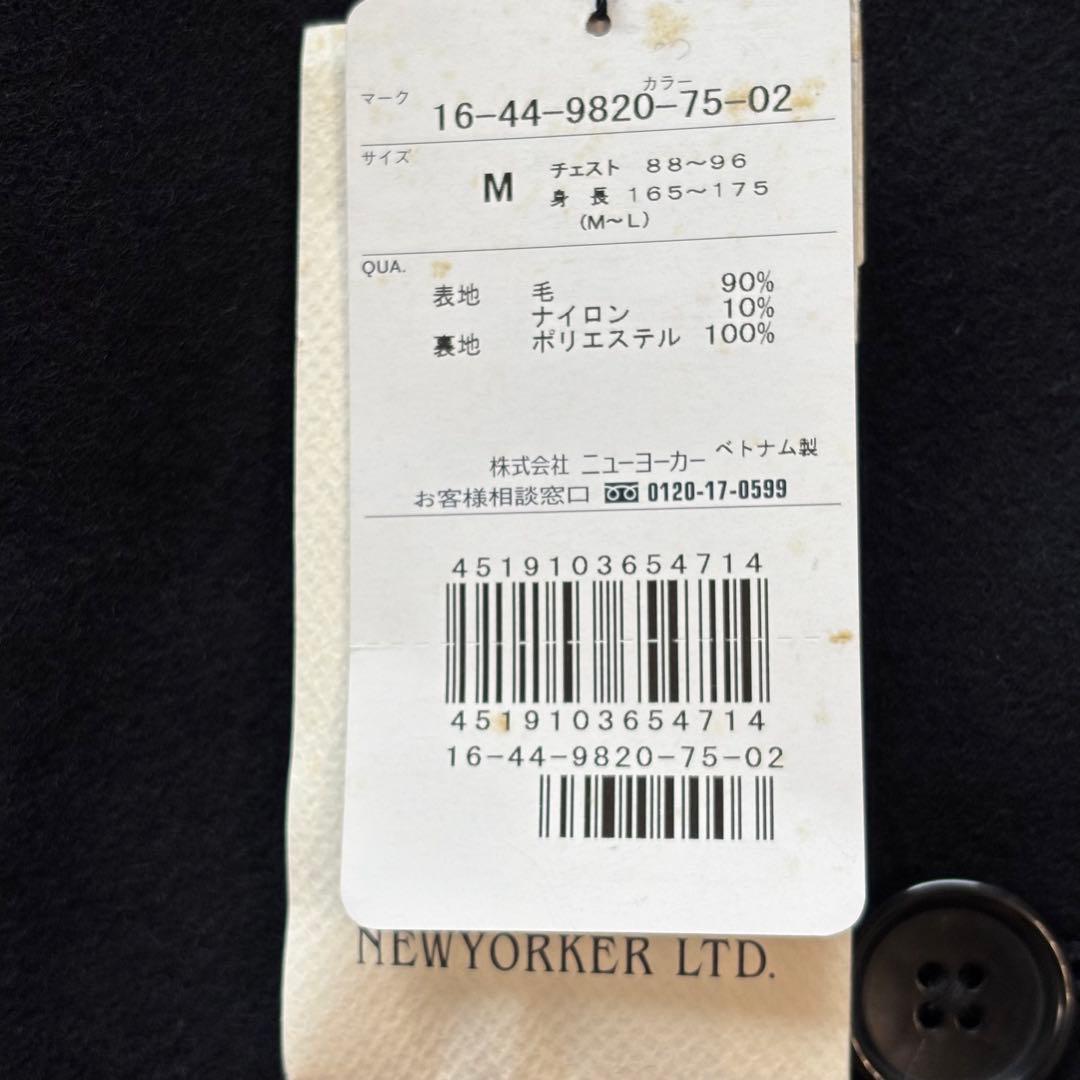 カラー
マーク 16-44-9820-75-02
サイズ M チェスト 88〜96
身長 165〜175
(M〜L)
QUA.
表地 毛 90%
ナイロン 10%
裏地 ポリエステル 100%
株式会社 ニューヨーカー ベトナム製
お客様相談窓口 0120-17-0599
4519103654714
4519103654714
16-44-9820-75-02
NEWYORKER LTD.